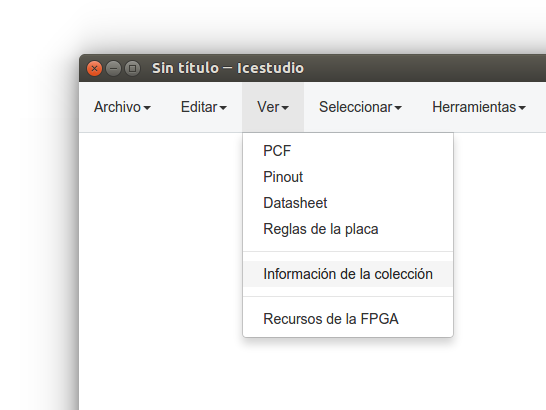 Sin título – Icestudio
Archivo Editar Ver Seleccionar Herramientas
PCF
Pinout
Datasheet
Reglas de la placa
Información de la colección
Recursos de la FPGA